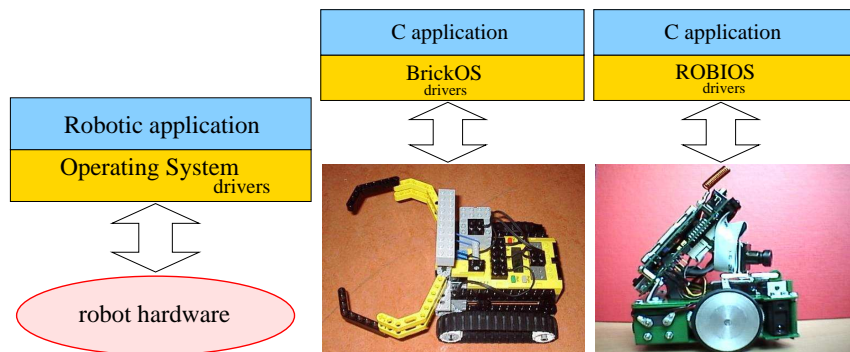 Robotic application
Operating System
drivers
robot hardware
C application
BrickOS
drivers
C application
ROBIOS
drivers